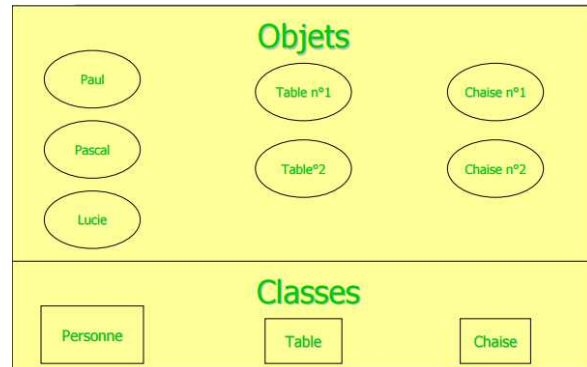 Objets
Paul
Table n°1
Chaise n°1
Pascal
Table°2
Chaise n°2
Lucie
Classes
Personne
Table
Chaise